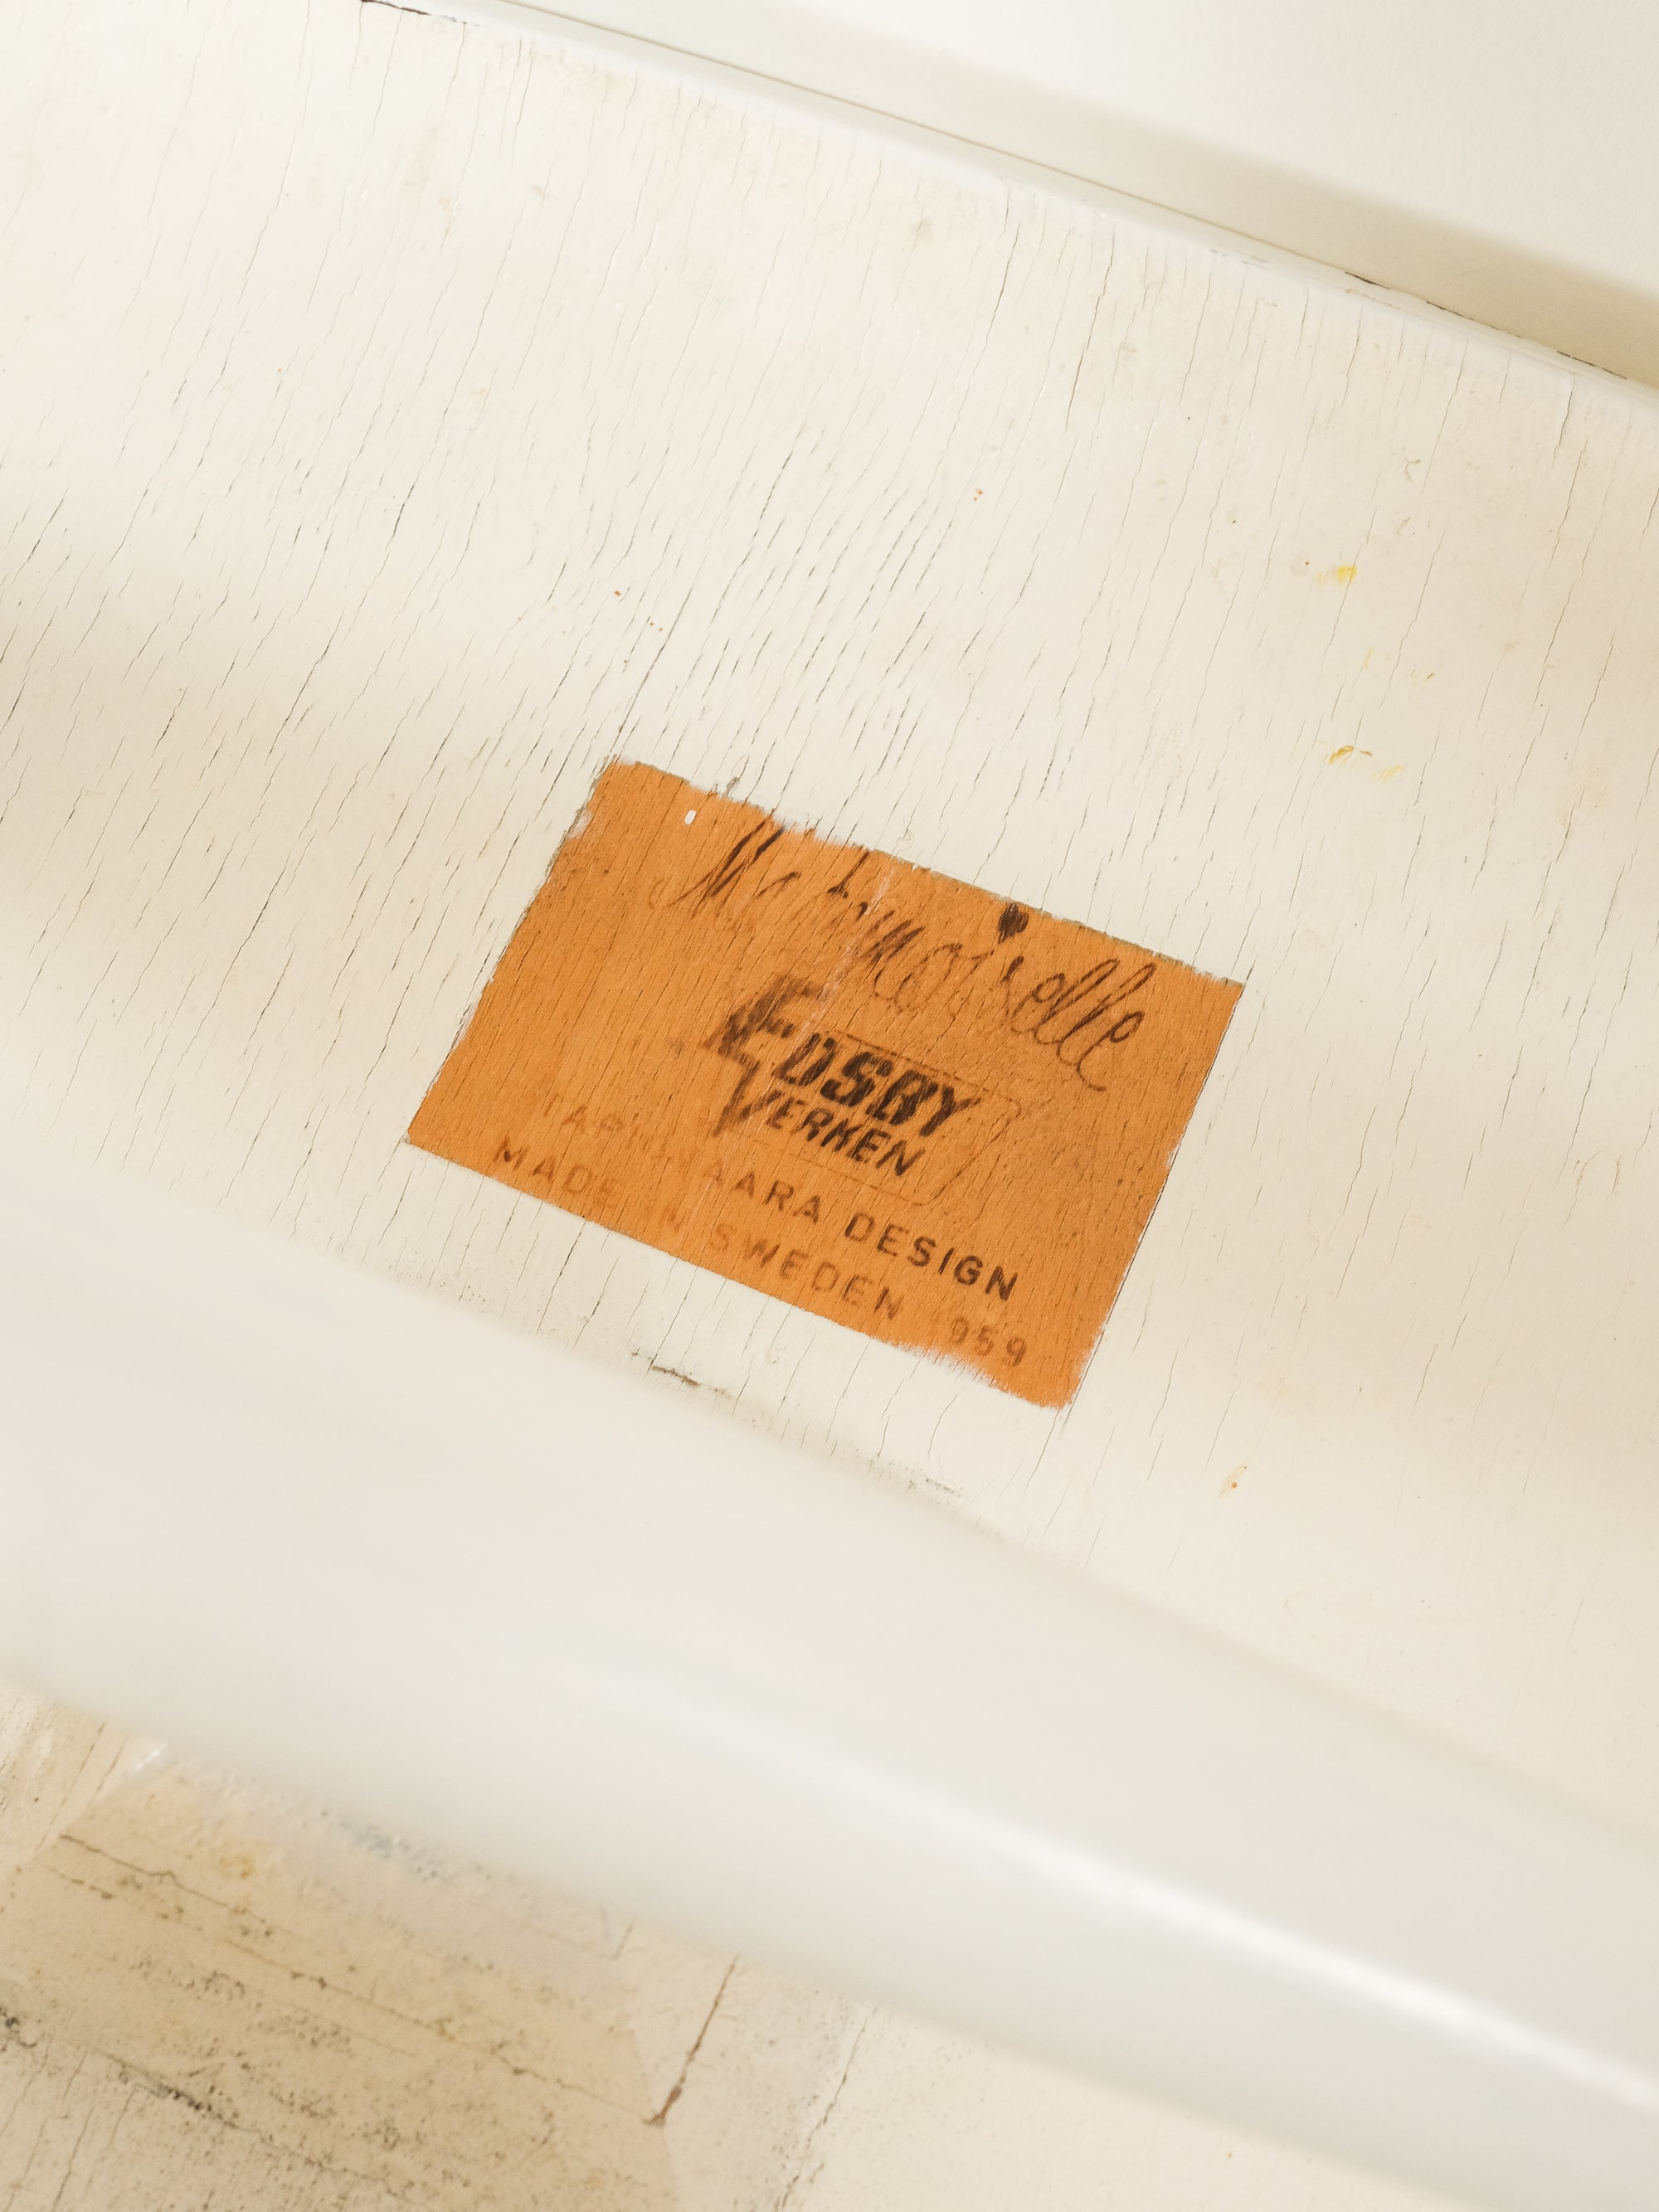 Mademoiselle
EDSBY
VERKEN
TAPIOVAARA DESIGN
MADE IN SWEDEN 1959